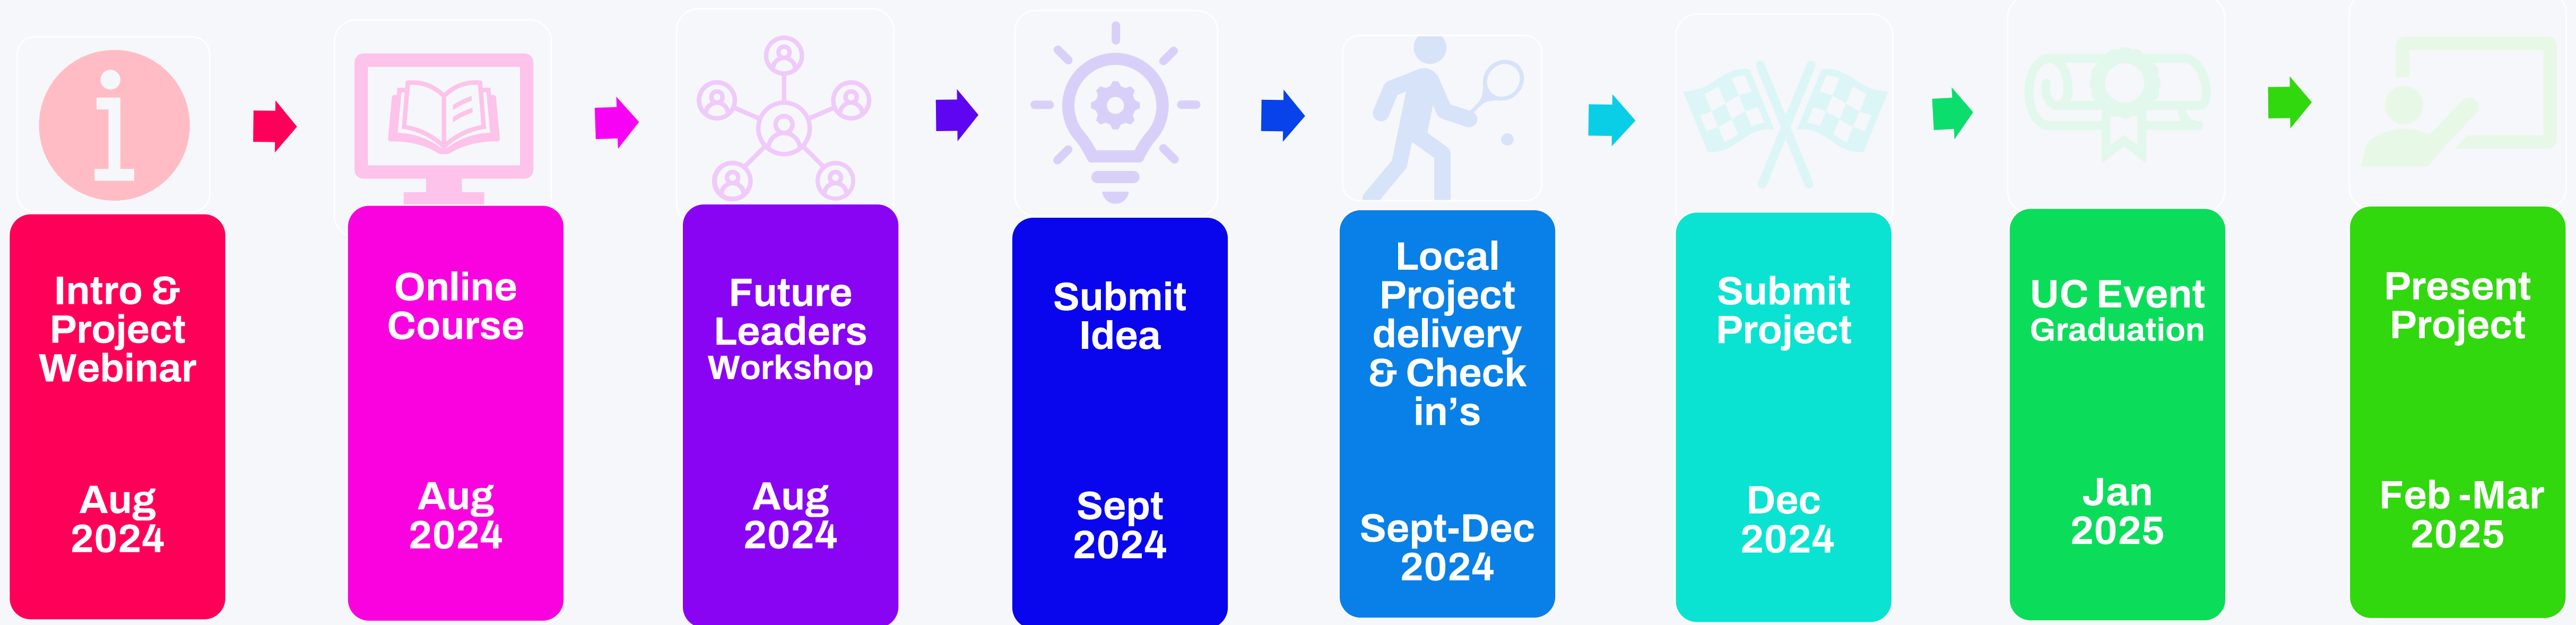 Intro &
Project
Webinar
Aug
2024
Online
Course
Aug
2024
Future
Leaders
Workshop
Aug
2024
Submit
Idea
Sept
2024
Local
Project
delivery
& Check
in’s
Sept-Dec
2024
Submit
Project
Dec
2024
UC Event
Graduation
Jan
2025
Present
Project
Feb -Mar
2025